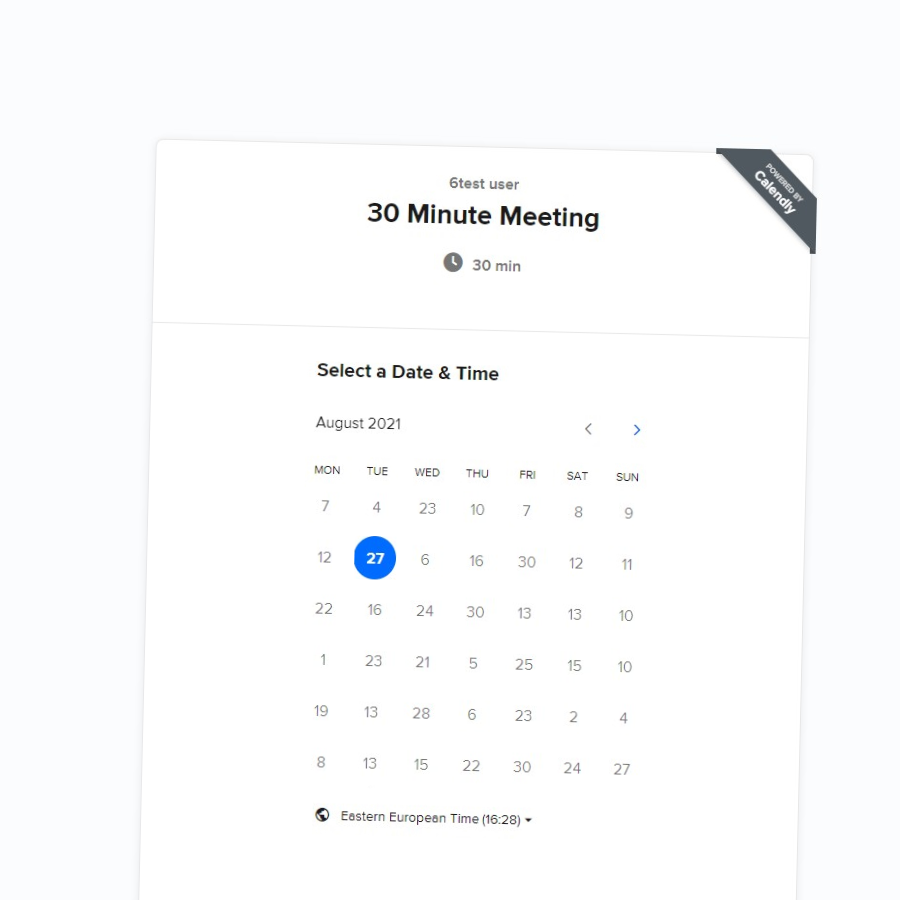 POWERED BY
Calendly
6test user
30 Minute Meeting
30 min
Select a Date & Time
August 2021
MON TUE WED THU FRI SAT SUN
7 4 23 10 7 8 9
12 27 6 16 30 12 11
22 16 24 30 13 13 10
1 23 21 5 25 15 10
19 13 28 6 23 2 4
8 13 15 22 30 24 27
Eastern European Time (16:28)